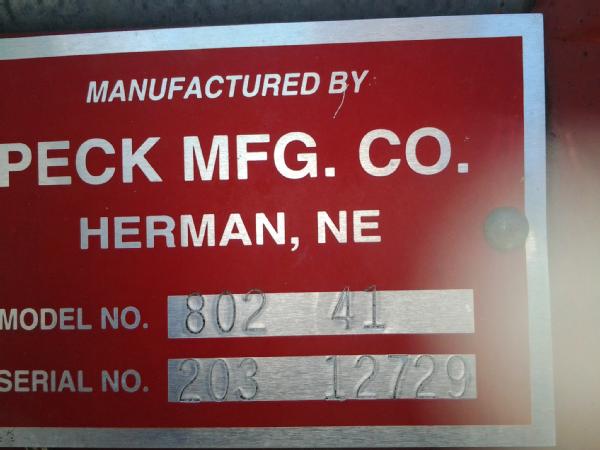 MANUFACTURED BY
PECK MFG. CO.
HERMAN, NE
MODEL NO. 802 41
SERIAL NO. 203 12729